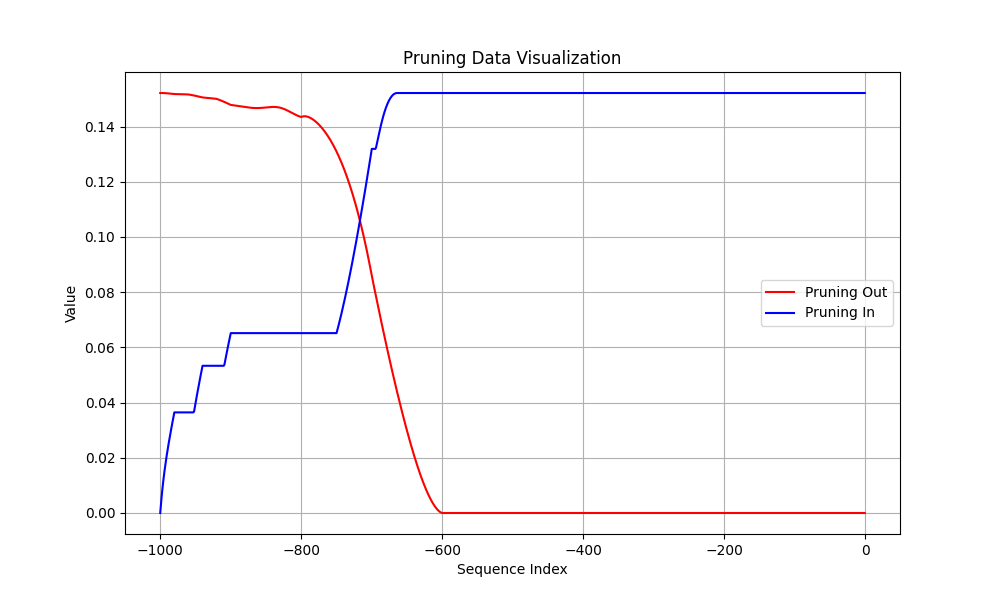 Pruning Data Visualization
Value
0.14
0.12
0.10
0.08
0.06
0.04
0.02
0.00
Pruning Out
Pruning In
−1000 −800 −600 −400 −200 0
Sequence Index